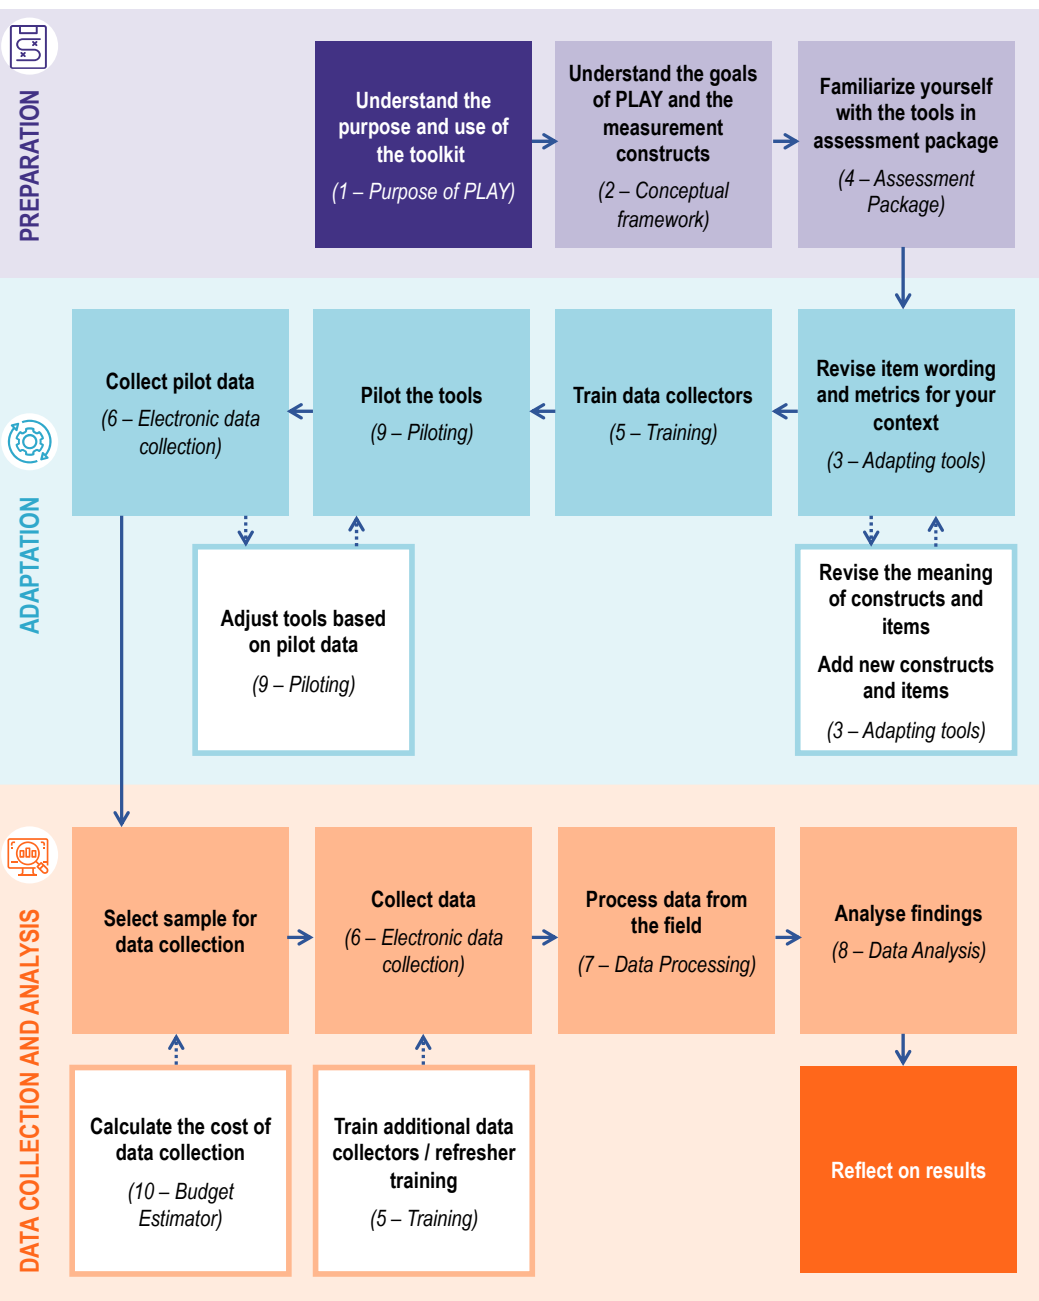 PREPARATION
Understand the
purpose and use of
the toolkit
(1 – Purpose of PLAY)
Understand the goals
of PLAY and the
measurement
constructs
(2 – Conceptual
framework)
Familiarize yourself
with the tools in
assessment package
(4 – Assessment
Package)
ADAPTATION
Collect pilot data
(6 – Electronic data
collection)
Pilot the tools
(9 – Piloting)
Train data collectors
(5 – Training)
Revise item wording
and metrics for your
context
(3 – Adapting tools)
Adjust tools based
on pilot data
(9 – Piloting)
Revise the meaning
of constructs and
items
Add new constructs
and items
(3 – Adapting tools)
DATA COLLECTION AND ANALYSIS
Select sample for
data collection
Collect data
(6 – Electronic data
collection)
Process data from
the field
(7 – Data Processing)
Analyse findings
(8 – Data Analysis)
Calculate the cost of
data collection
(10 – Budget
Estimator)
Train additional data
collectors / refresher
training
(5 – Training)
Reflect on results